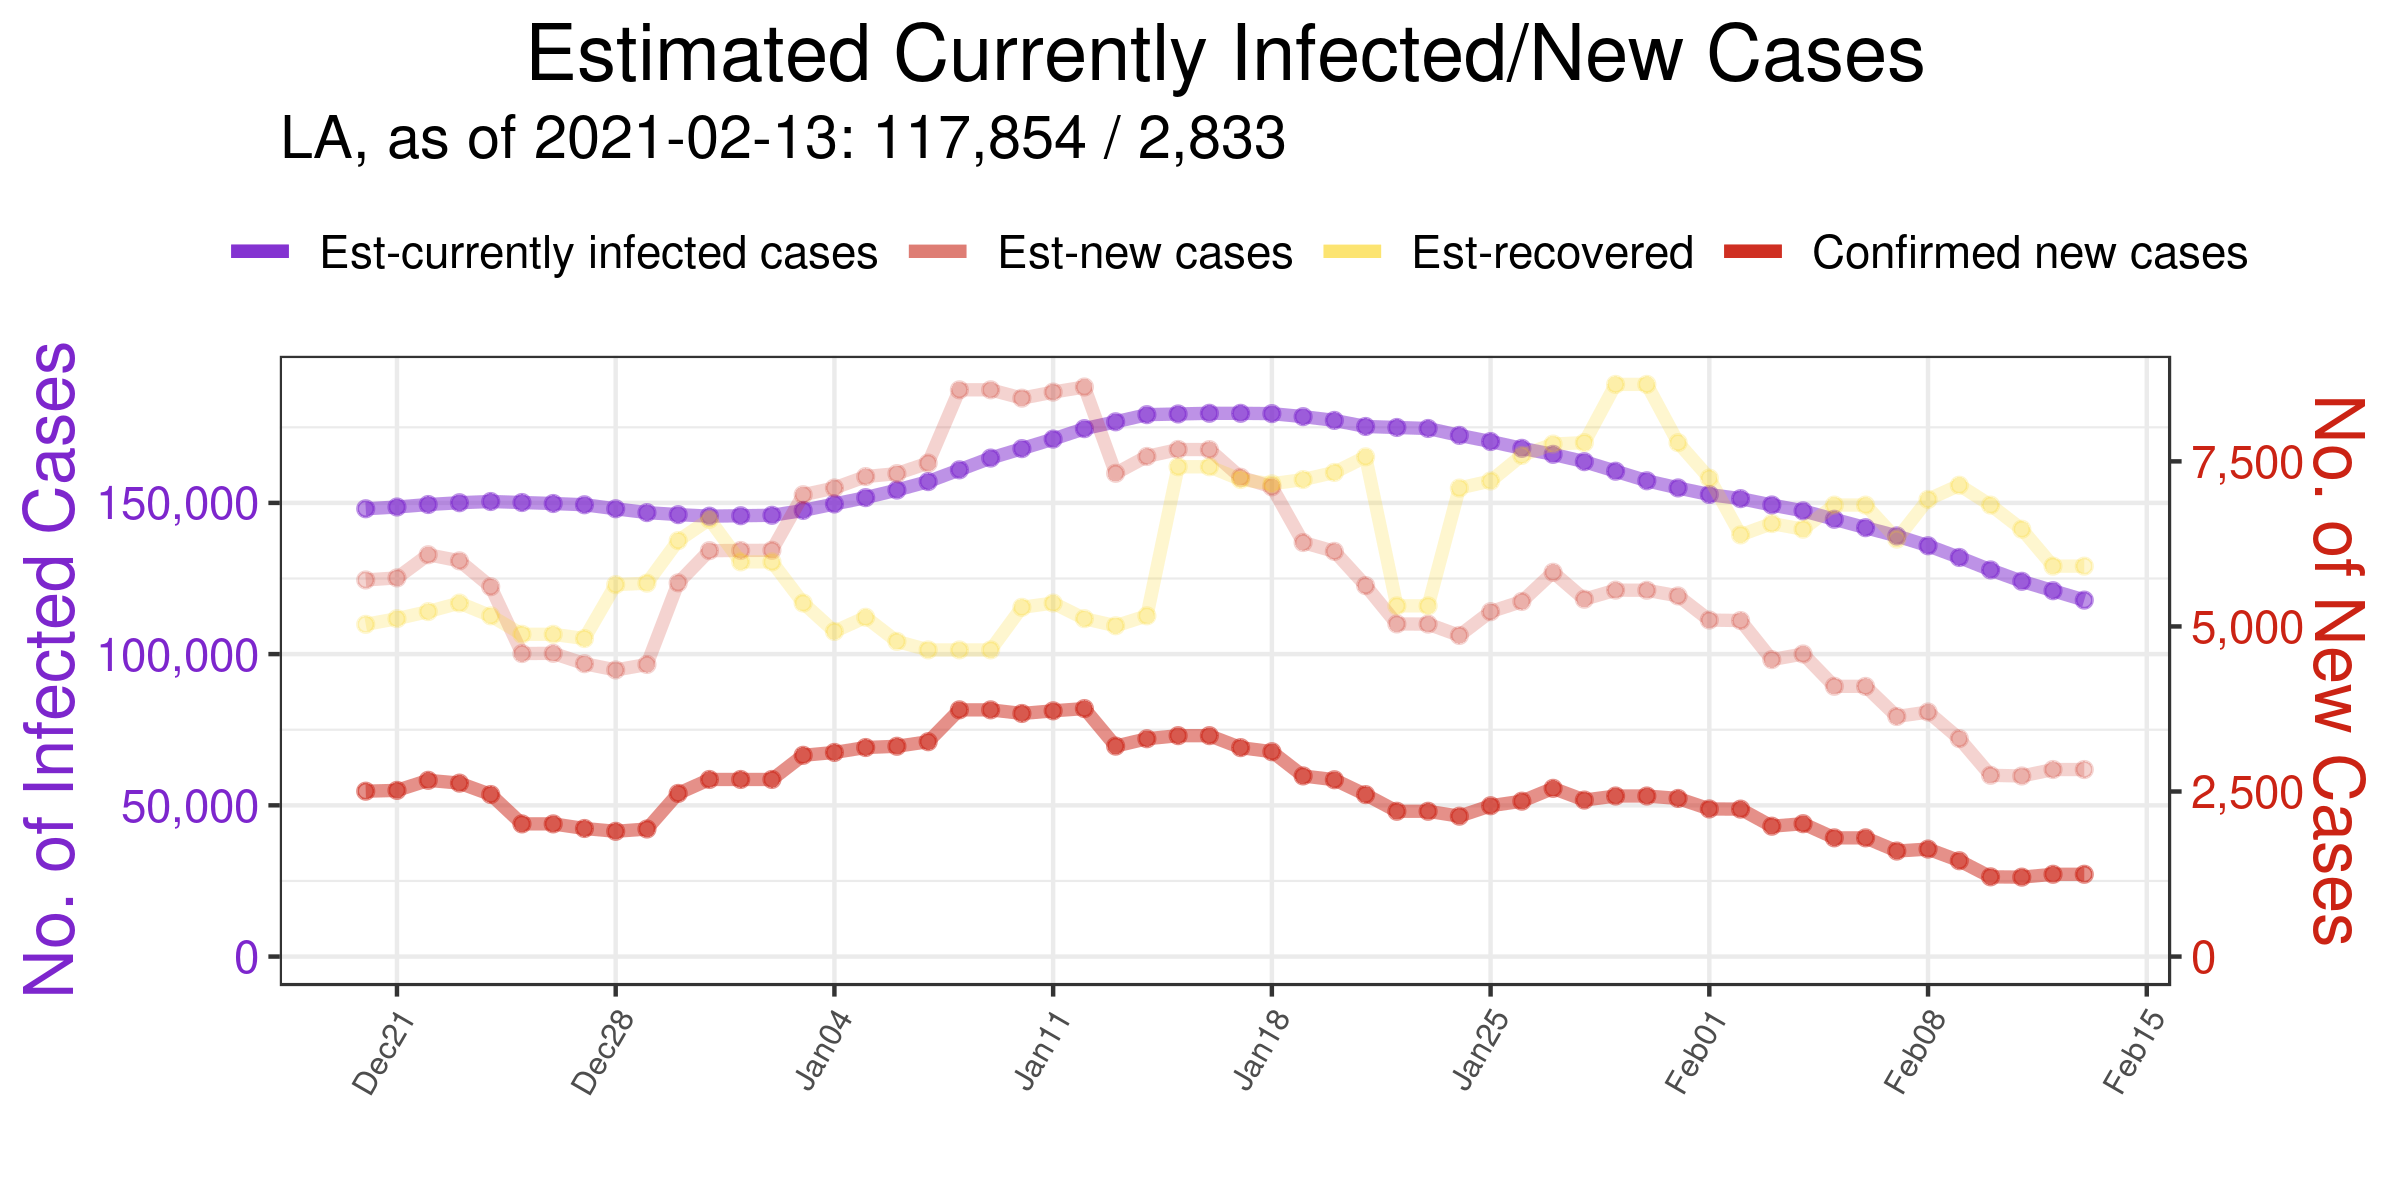 Estimated Currently Infected/New Cases
LA, as of 2021-02-13: 117,854 / 2,833
Est-currently infected cases Est-new cases Est-recovered Confirmed new cases
No. of Infected Cases
150,000
100,000
50,000
0
7,500
5,000
2,500
0
No. of New Cases
Dec21 Dec28 Jan04 Jan11 Jan18 Jan25 Feb01 Feb08 Feb15